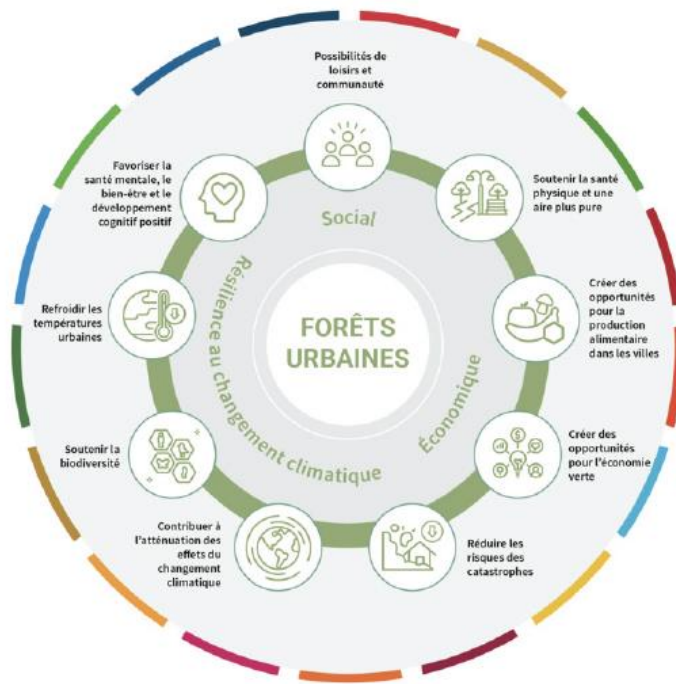 Possibilités de
loisirs et
communauté
Soutenir la santé
physique et une
aire plus pure
Créer des
opportunités
pour la
production
alimentaire
dans les villes
Créer des
opportunités
pour l'économie
verte
Réduire les
risques des
catastrophes
Contribuer à
l'atténuation des
effets du
changement
climatique
Soutenir la
biodiversité
Refroidir les
températures
urbaines
Favoriser la
santé mentale, le
bien-être et le
développement
cognitif positif
Social
Économique
Résilience au changement climatique
FORÊTS
URBAINES